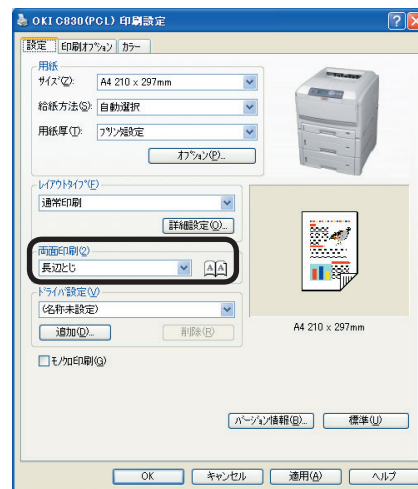 OKI C830(PCL) 印刷設定
設定 印刷オプション カラー
用紙
サイズ(Z): A4 210 x 297mm
給紙方法(S): 自動選択
用紙厚(T): プリンタ設定
オプション(P)...
レイアウトタイプ(E)
通常印刷
詳細設定(O)...
両面印刷(2)
長辺とじ
ドライバ設定(V)
(名称未設定)
追加(D)... 削除(R)
A4 210 x 297mm
モノクロ印刷(G)
バージョン情報(B)... 標準(U)
OK キャンセル 適用(A) ヘルプ